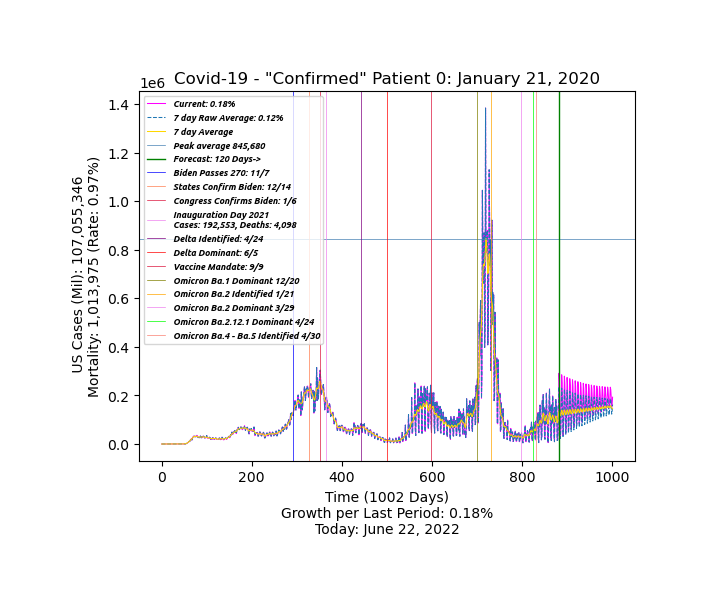 Covid-19 - "Confirmed" Patient 0: January 21, 2020
1e6
1.4
1.2
1.0
0.8
0.6
0.4
0.2
0.0
US Cases (Mil): 107,055,346
Mortality: 1,013,975 (Rate: 0.97%)
Current: 0.18%
7 day Raw Average: 0.12%
7 day Average
Peak average 845,680
Forecast: 120 Days->
Biden Passes 270: 11/7
States Confirm Biden: 12/14
Congress Confirms Biden: 1/6
Inauguration Day 2021
Cases: 192,553, Deaths: 4,098
Delta Identified: 4/24
Delta Dominant: 6/5
Vaccine Mandate: 9/9
Omicron Ba.1 Dominant 12/20
Omicron Ba.2 Identified 1/21
Omicron Ba.2 Dominant 3/29
Omicron Ba.2.12.1 Dominant 4/24
Omicron Ba.4 - Ba.5 Identified 4/30
0 200 400 600 800 1000
Time (1002 Days)
Growth per Last Period: 0.18%
Today: June 22, 2022